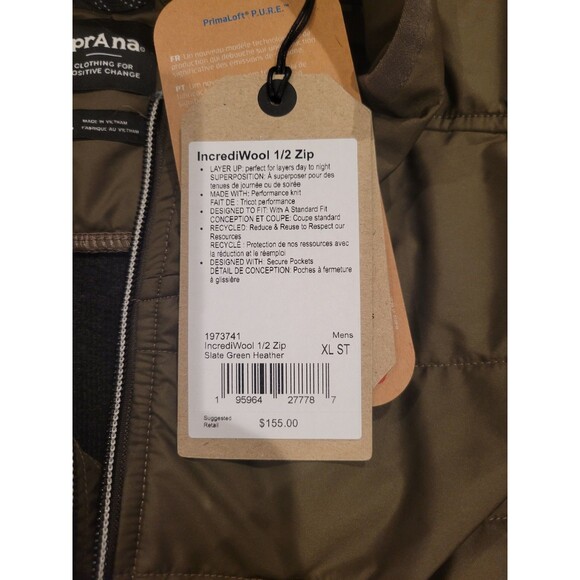 PrimaLoft® P.U.R.E.™
prAna®
CLOTHING FOR
POSITIVE CHANGE
MADE IN VIETNAM
FABRIQUÉ AU VIETNAM
FR
PT
IncrediWool 1/2 Zip
• LAYER UP: perfect for layers day to night
SUPERPOSITION: À superposer pour des
tenues de journée ou de soirée
• MADE WITH: Performance knit
FAIT DE : Tricot performance
• DESIGNED TO FIT: With A Standard Fit
CONCEPTION ET COUPE: Coupe standard
• RECYCLED: Reduce & Reuse to Respect our
Resources
RECYCLÉ : Protection de nos ressources avec
la réduction et le réemploi
• DESIGNED WITH: Secure Pockets
DÉTAIL DE CONCEPTION: Poches à fermeture
à glissière
1973741 Mens
IncrediWool 1/2 Zip
Slate Green Heather XL ST
1 95964 27778 7
Suggested
Retail $155.00